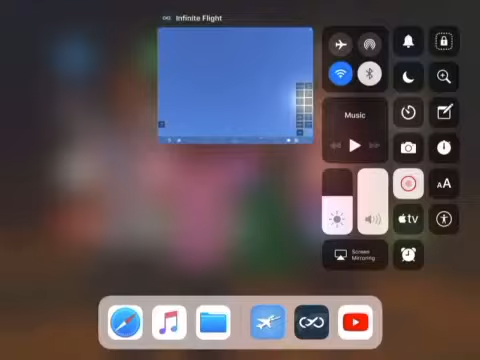 Infinite Flight
Music
Screen
Mirroring
AA
tv